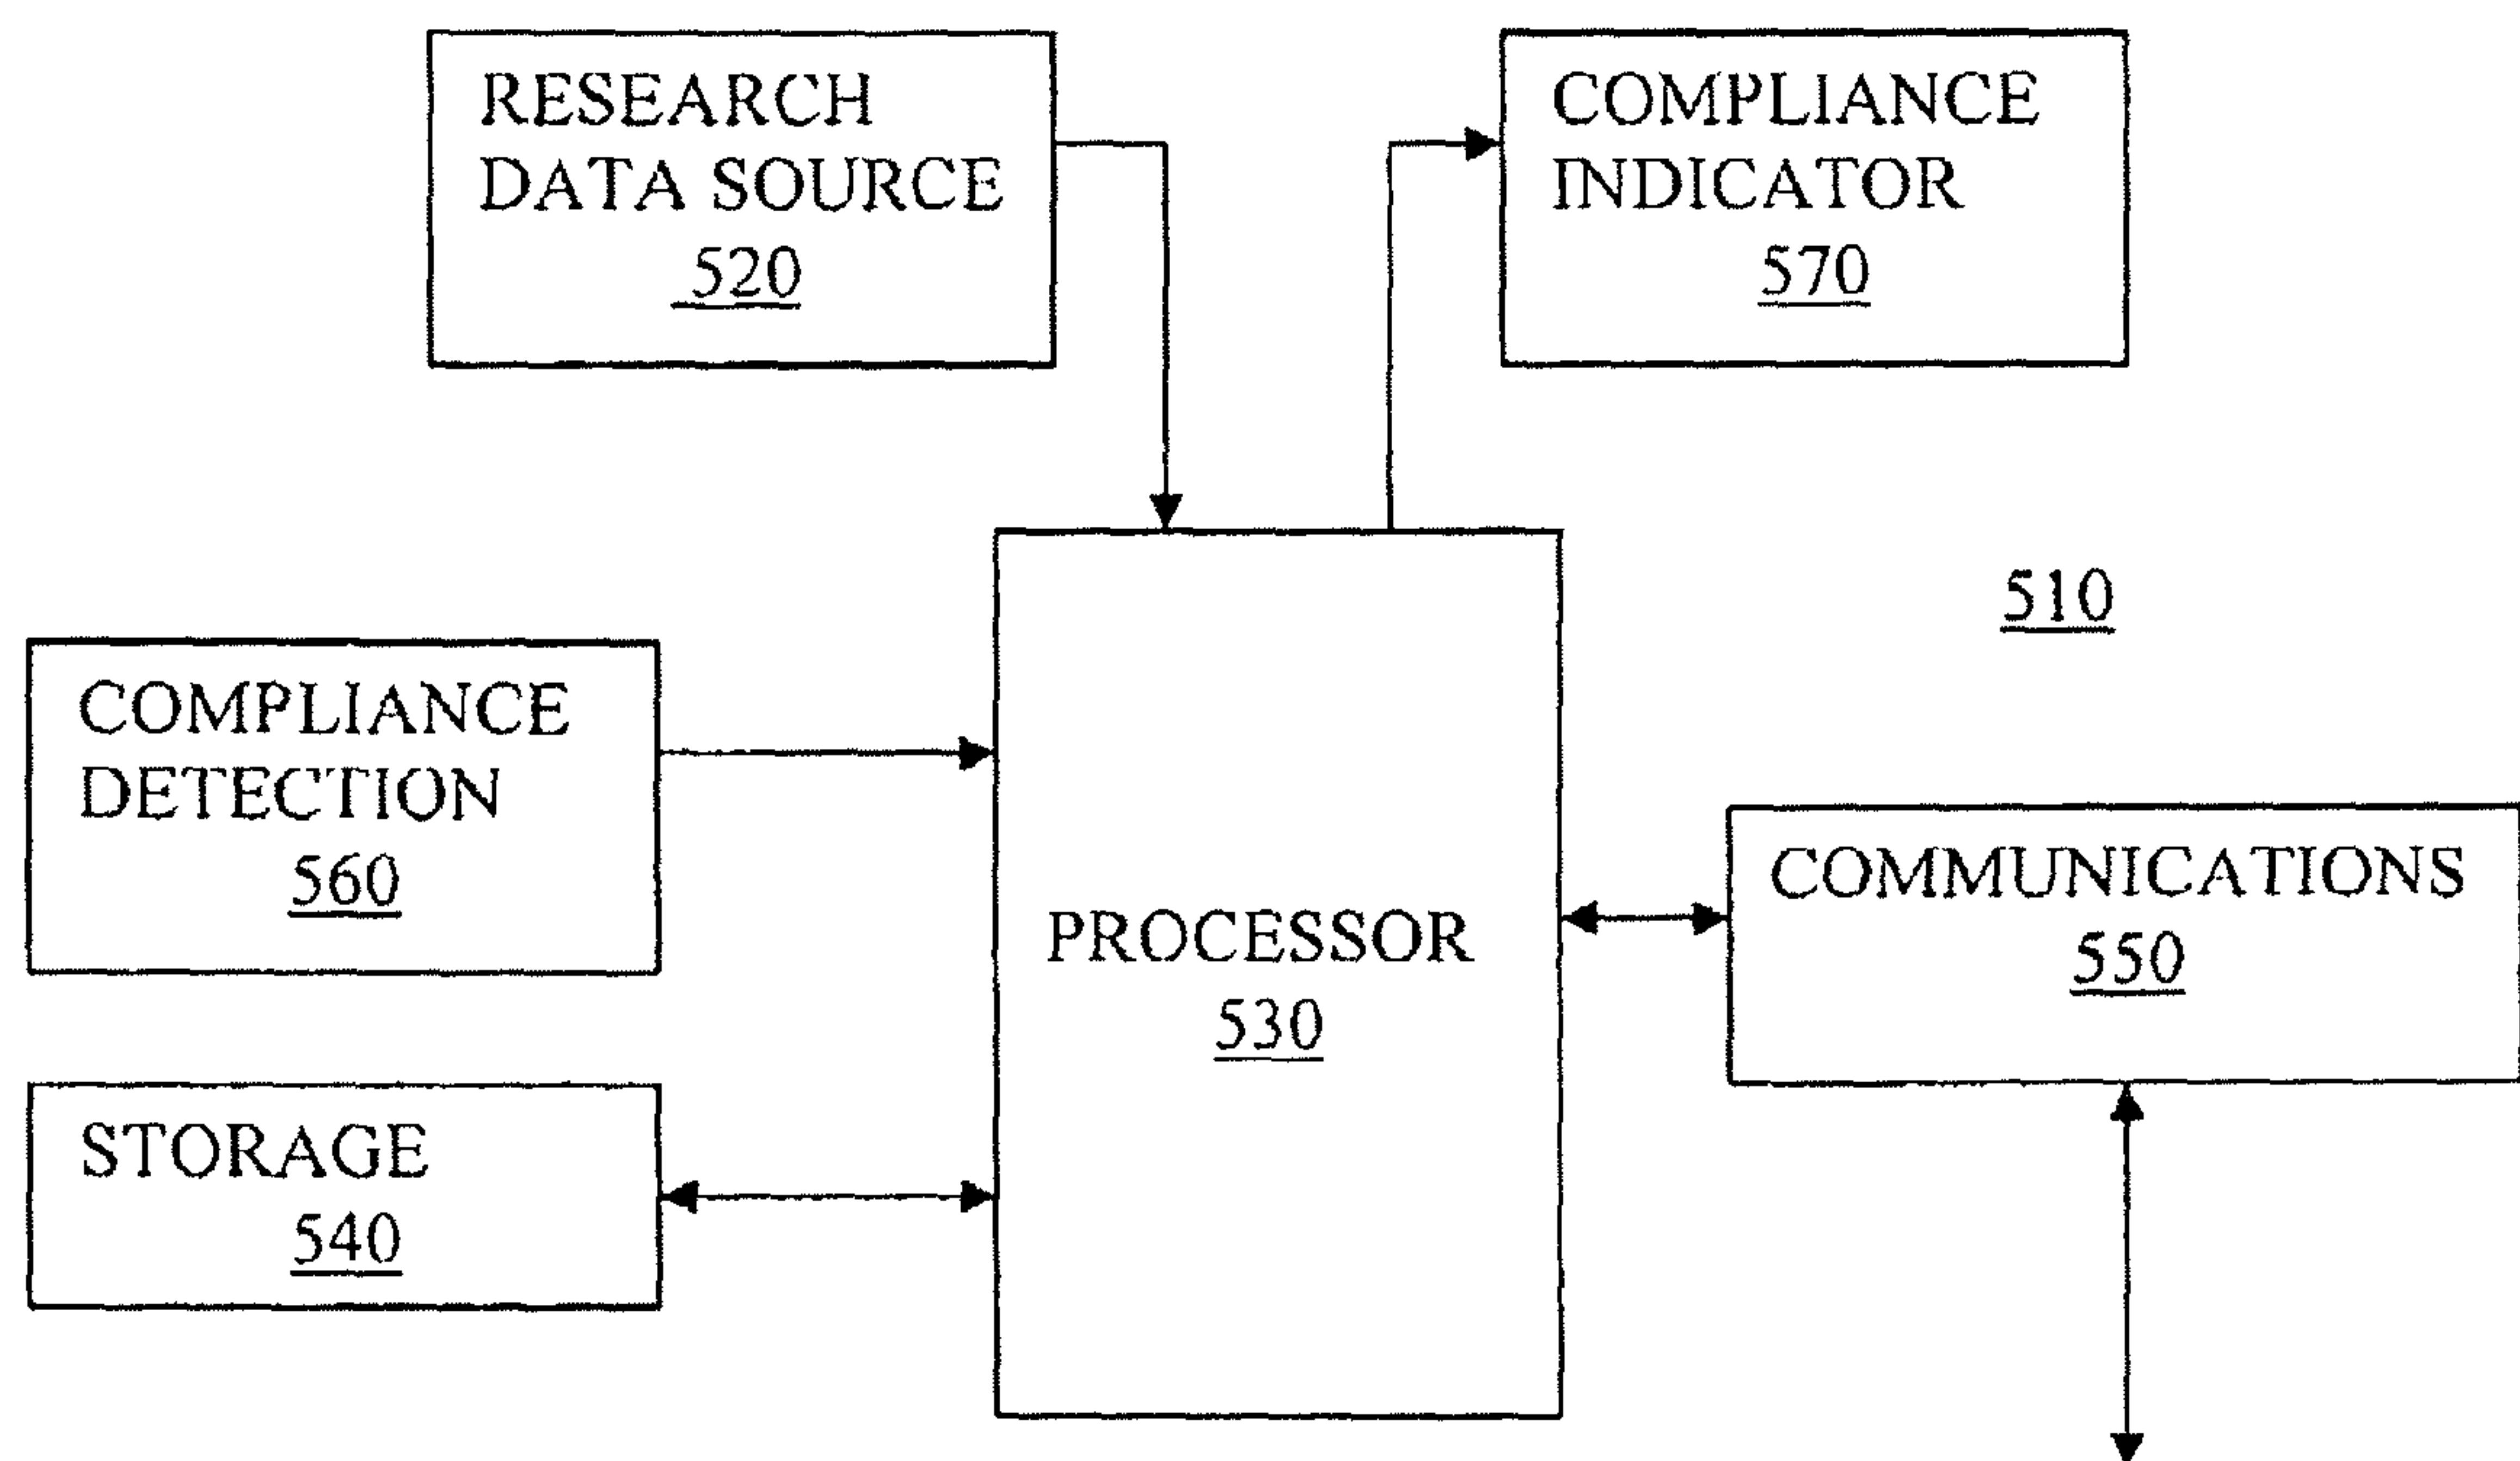 RESEARCH
DATA SOURCE
520
COMPLIANCE
INDICATOR
570
510
COMPLIANCE
DETECTION
560
PROCESSOR
530
COMMUNICATIONS
550
STORAGE
540